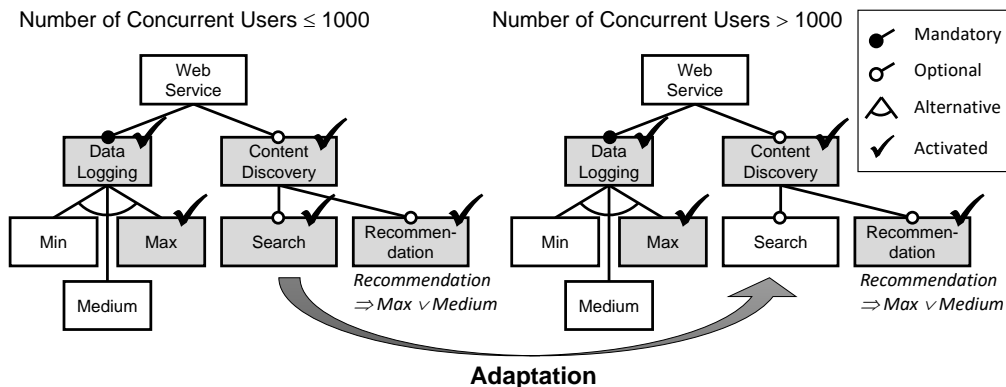 Number of Concurrent Users ≤ 1000
Web
Service
Data
Logging
Content
Discovery
Min
Max
Search
Recommen-
dation
Medium
Recommendation
⇒ Max ∨ Medium
Number of Concurrent Users > 1000
Web
Service
Data
Logging
Content
Discovery
Min
Max
Search
Recommen-
dation
Medium
Recommendation
⇒ Max ∨ Medium
Mandatory
Optional
Alternative
Activated
Adaptation